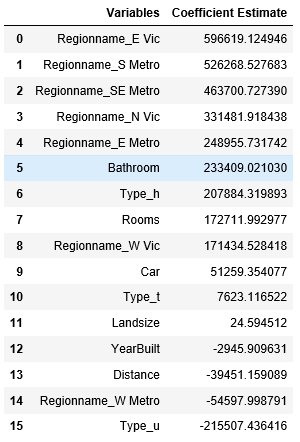 Variables Coefficient Estimate
0 Regionname_E Vic 596619.124946
1 Regionname_S Metro 526268.527683
2 Regionname_SE Metro 463700.727390
3 Regionname_N Vic 331481.918438
4 Regionname_E Metro 248955.731742
5 Bathroom 233409.021030
6 Type_h 207884.319893
7 Rooms 172711.992977
8 Regionname_W Vic 171434.528418
9 Car 51259.354077
10 Type_t 7623.116522
11 Landsize 24.594512
12 YearBuilt -2945.909631
13 Distance -39451.159089
14 Regionname_W Metro -54597.998791
15 Type_u -215507.436416